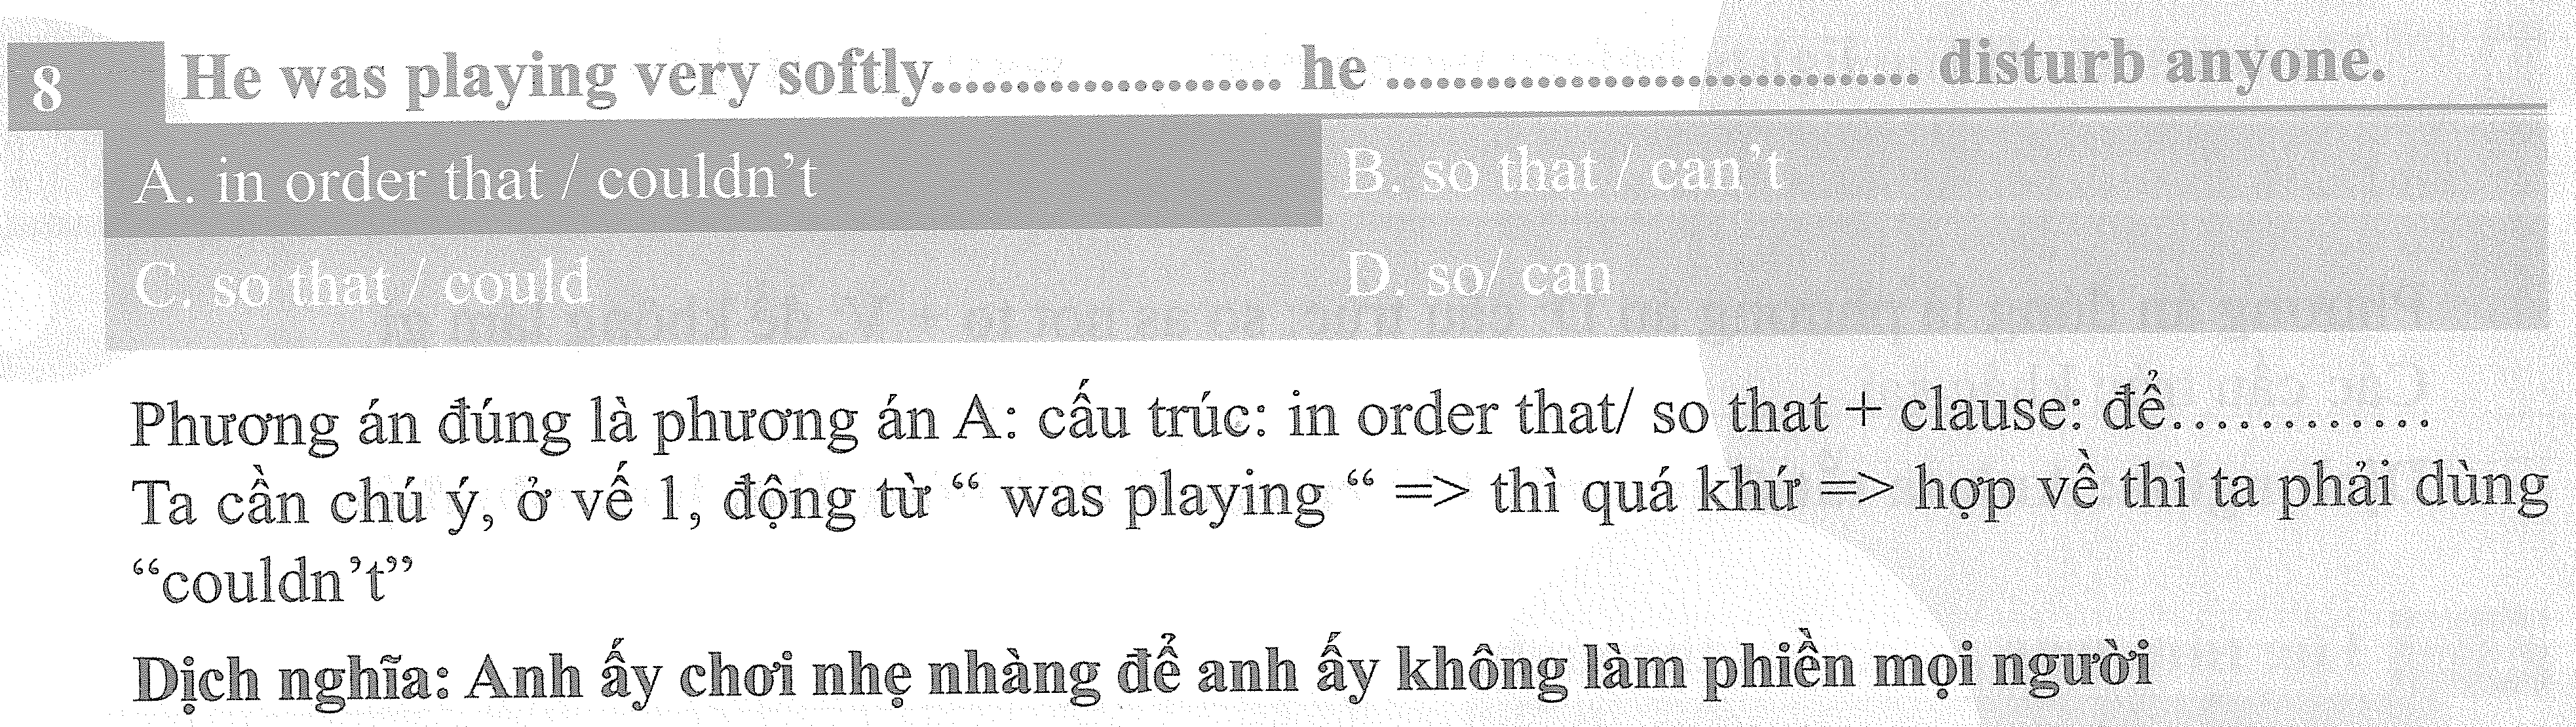 8 He was playing very softly.................... he .............................. disturb anyone.
A. in order that / couldn't
B. so that / can't
C. so that / could
D. so/ can
Phương án đúng là phương án A: cấu trúc: in order that/ so that + clause: để............
Ta cần chú ý, ở vế 1, động từ “ was playing “ => thì quá khứ => hợp về thì ta phải dùng
“couldn't”
Dịch nghĩa: Anh ấy chơi nhẹ nhàng để anh ấy không làm phiền mọi người